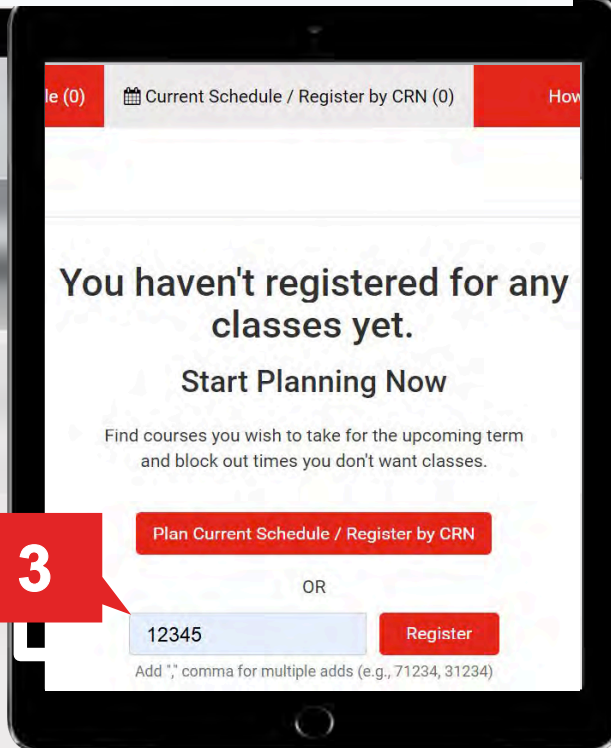 le (0)
Current Schedule / Register by CRN (0)
How
You haven't registered for any
classes yet.
Start Planning Now
Find courses you wish to take for the upcoming term
and block out times you don't want classes.
Plan Current Schedule / Register by CRN
3
OR
12345
Register
Add "," comma for multiple adds (e.g., 71234, 31234)